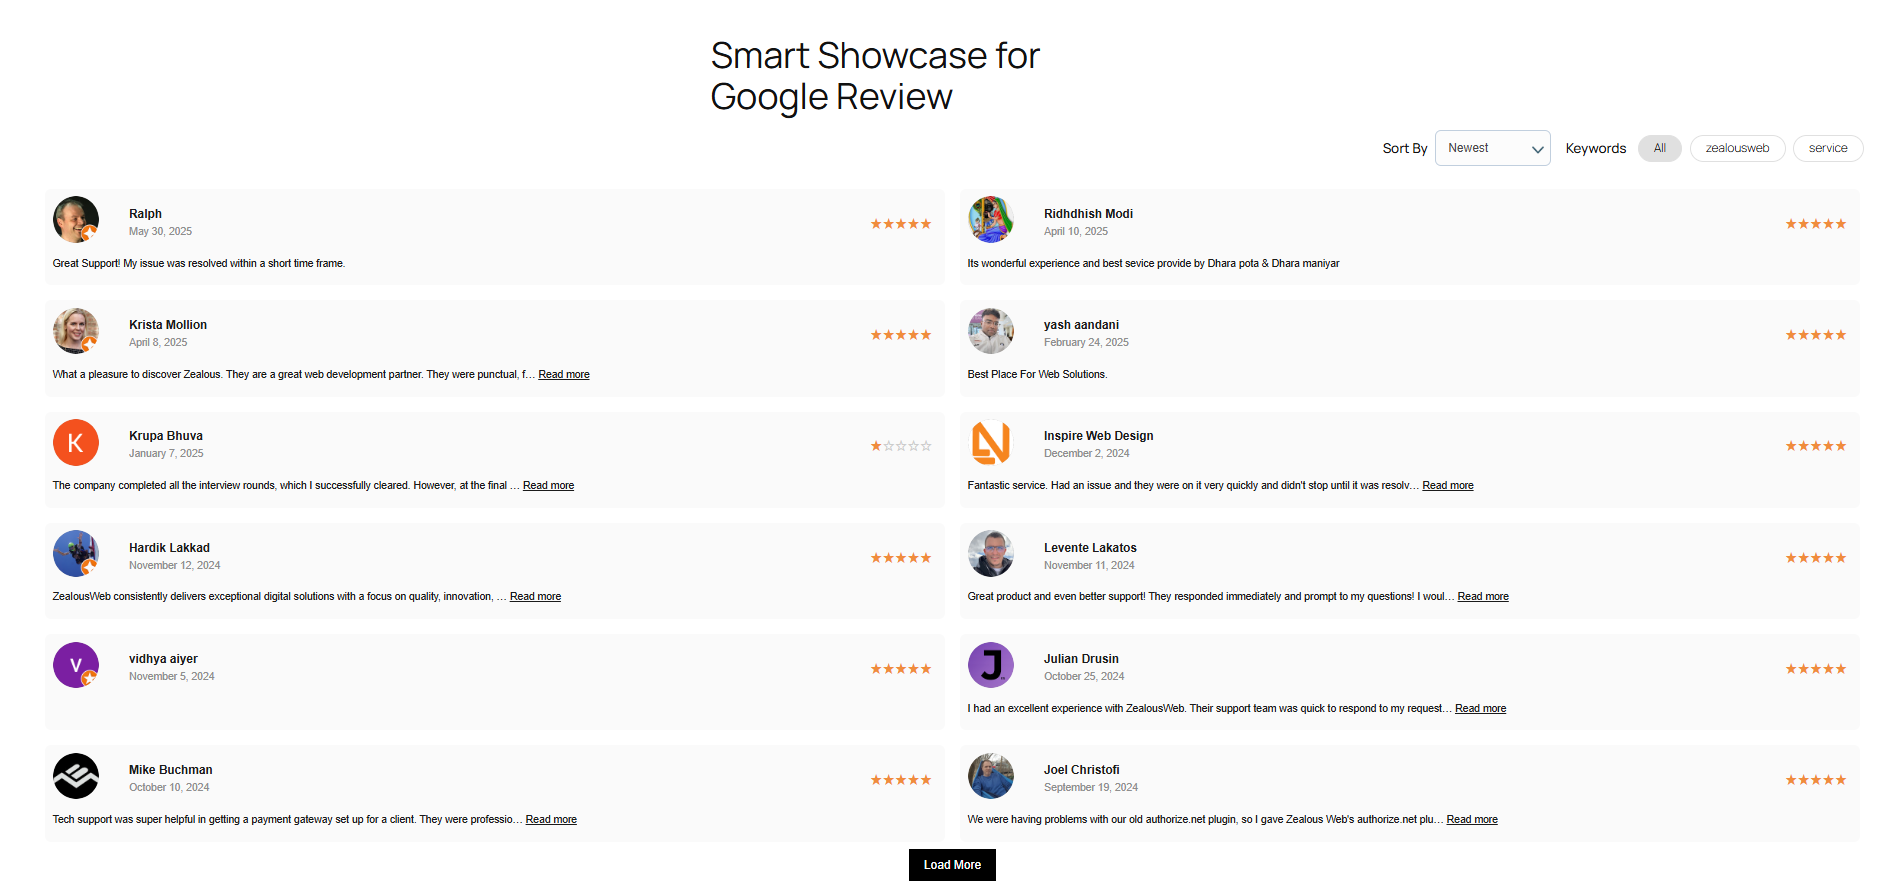 Smart Showcase for
Google Review
Sort By Newest Keywords All zealousweb service
Ralph
May 30, 2025
Great Support! My issue was resolved within a short time frame.
Ridhdhish Modi
April 10, 2025
Its wonderful experience and best sevice provide by Dhara pota & Dhara maniyar
Krista Mollion
April 8, 2025
What a pleasure to discover Zealous. They are a great web development partner. They were punctual, f... Read more
yash aandani
February 24, 2025
Best Place For Web Solutions.
K
Krupa Bhuva
January 7, 2025
The company completed all the interview rounds, which I successfully cleared. However, at the final ... Read more
Inspire Web Design
December 2, 2024
Fantastic service. Had an issue and they were on it very quickly and didn't stop until it was resolv... Read more
Hardik Lakkad
November 12, 2024
ZealousWeb consistently delivers exceptional digital solutions with a focus on quality, innovation, ... Read more
Levente Lakatos
November 11, 2024
Great product and even better support! They responded immediately and prompt to my questions! I woul... Read more
v
vidhya aiyer
November 5, 2024
J
Julian Drusin
October 25, 2024
I had an excellent experience with ZealousWeb. Their support team was quick to respond to my request... Read more
Mike Buchman
October 10, 2024
Tech support was super helpful in getting a payment gateway set up for a client. They were professio... Read more
Joel Christofi
September 19, 2024
We were having problems with our old authorize.net plugin, so I gave Zealous Web's authorize.net plu... Read more
Load More